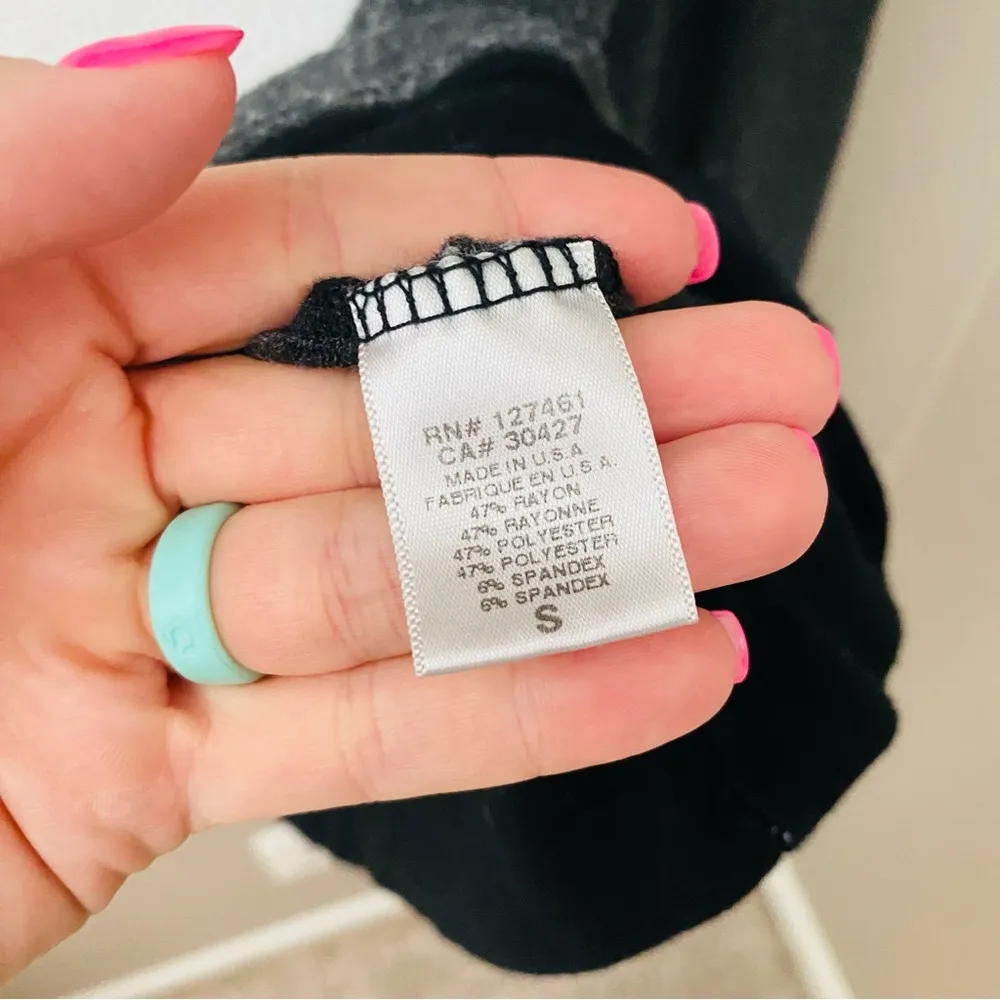 RN# 127461
CA# 30427
MADE IN U.S.A.
FABRIQUE EN U.S.A.
47% RAYON
47% RAYONNE
47% POLYESTER
47% POLYESTER
6% SPANDEX
6% SPANDEX
S